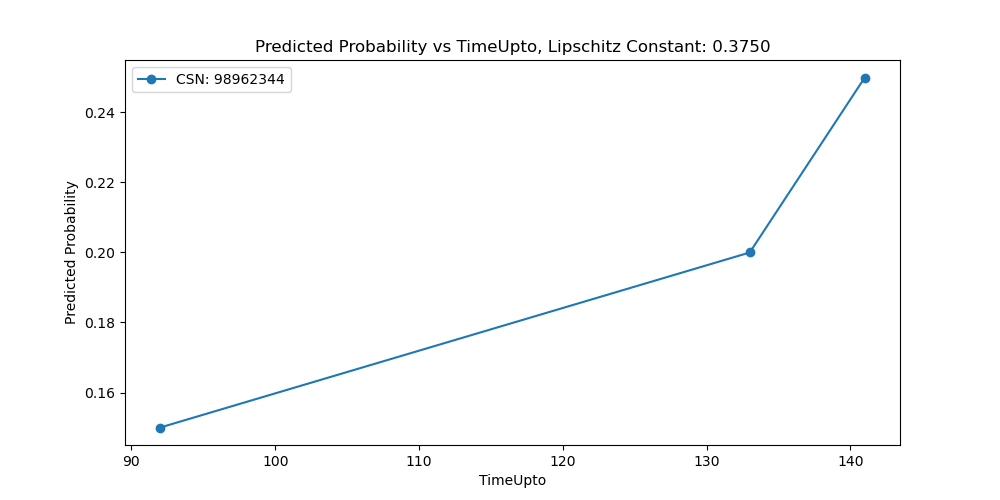 Predicted Probability vs TimeUpto, Lipschitz Constant: 0.3750
CSN: 98962344
Predicted Probability
0.24
0.22
0.20
0.18
0.16
90 100 110 120 130 140
TimeUpto